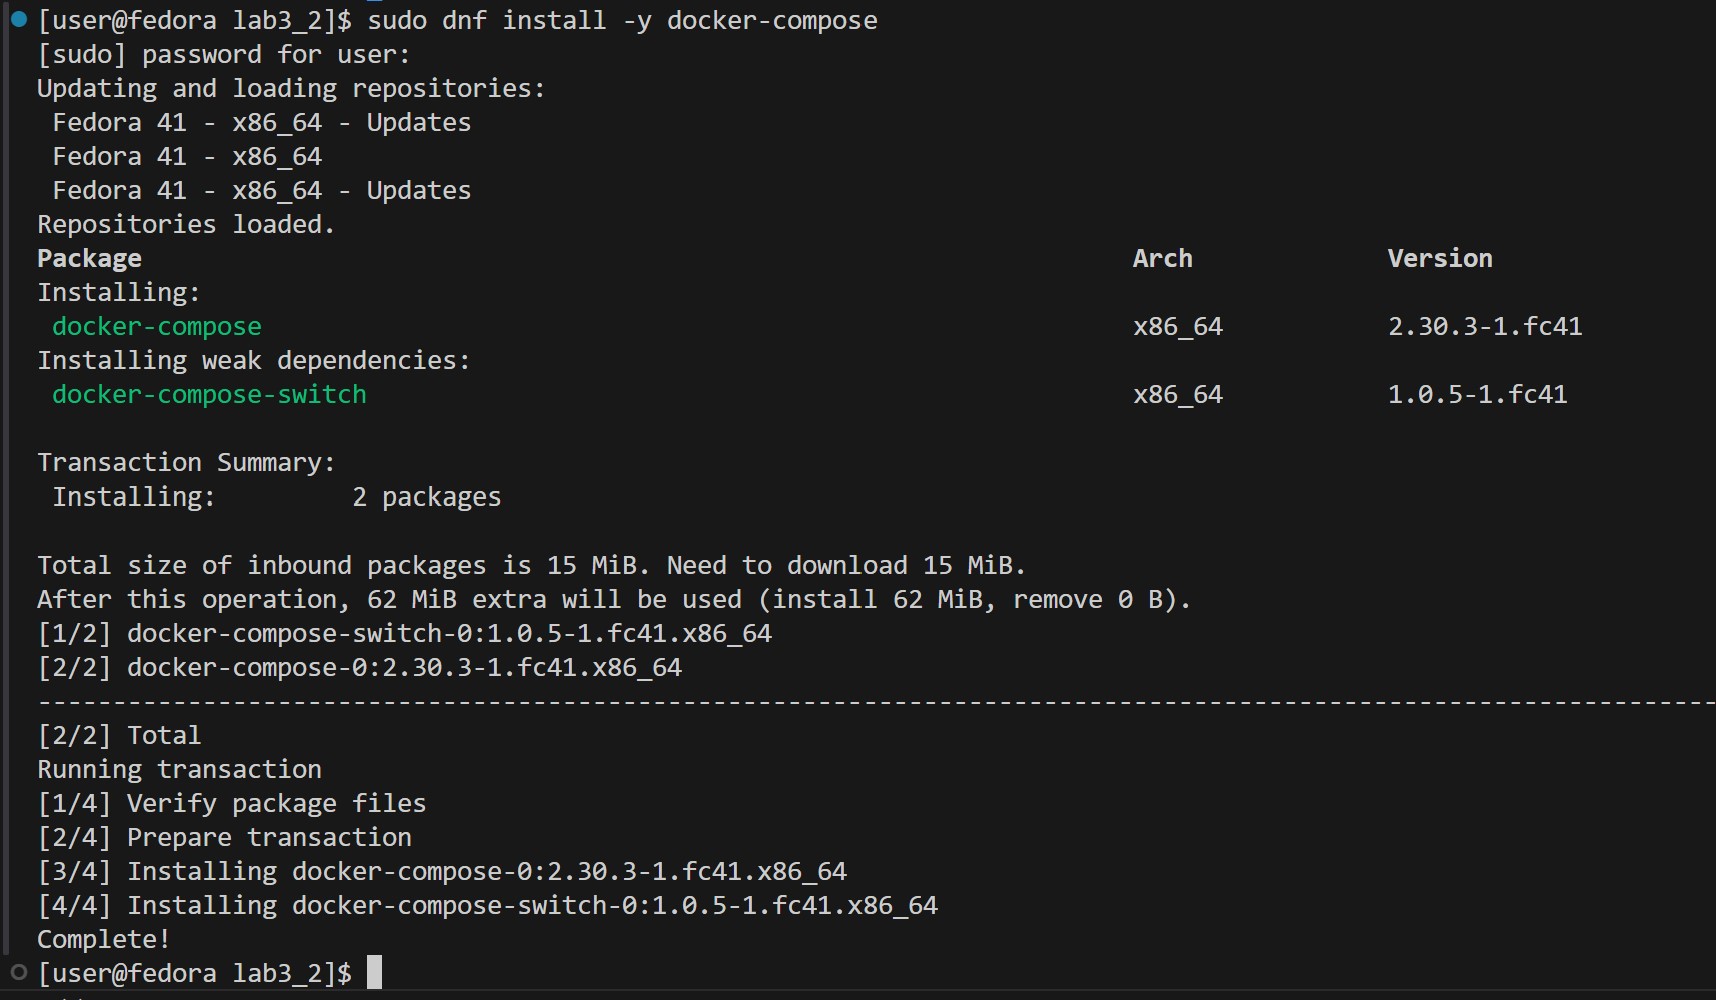 [user@fedora lab3_2]$ sudo dnf install -y docker-compose
[sudo] password for user:
Updating and loading repositories:
Fedora 41 - x86_64 - Updates
Fedora 41 - x86_64
Fedora 41 - x86_64 - Updates
Repositories loaded.
Package Arch Version
Installing:
docker-compose x86_64 2.30.3-1.fc41
Installing weak dependencies:
docker-compose-switch x86_64 1.0.5-1.fc41
Transaction Summary:
Installing: 2 packages
Total size of inbound packages is 15 MiB. Need to download 15 MiB.
After this operation, 62 MiB extra will be used (install 62 MiB, remove 0 B).
[1/2] docker-compose-switch-0:1.0.5-1.fc41.x86_64
[2/2] docker-compose-0:2.30.3-1.fc41.x86_64
----------------------------------------------------------------------------------------------------------------
[2/2] Total
Running transaction
[1/4] Verify package files
[2/4] Prepare transaction
[3/4] Installing docker-compose-0:2.30.3-1.fc41.x86_64
[4/4] Installing docker-compose-switch-0:1.0.5-1.fc41.x86_64
Complete!
[user@fedora lab3_2]$